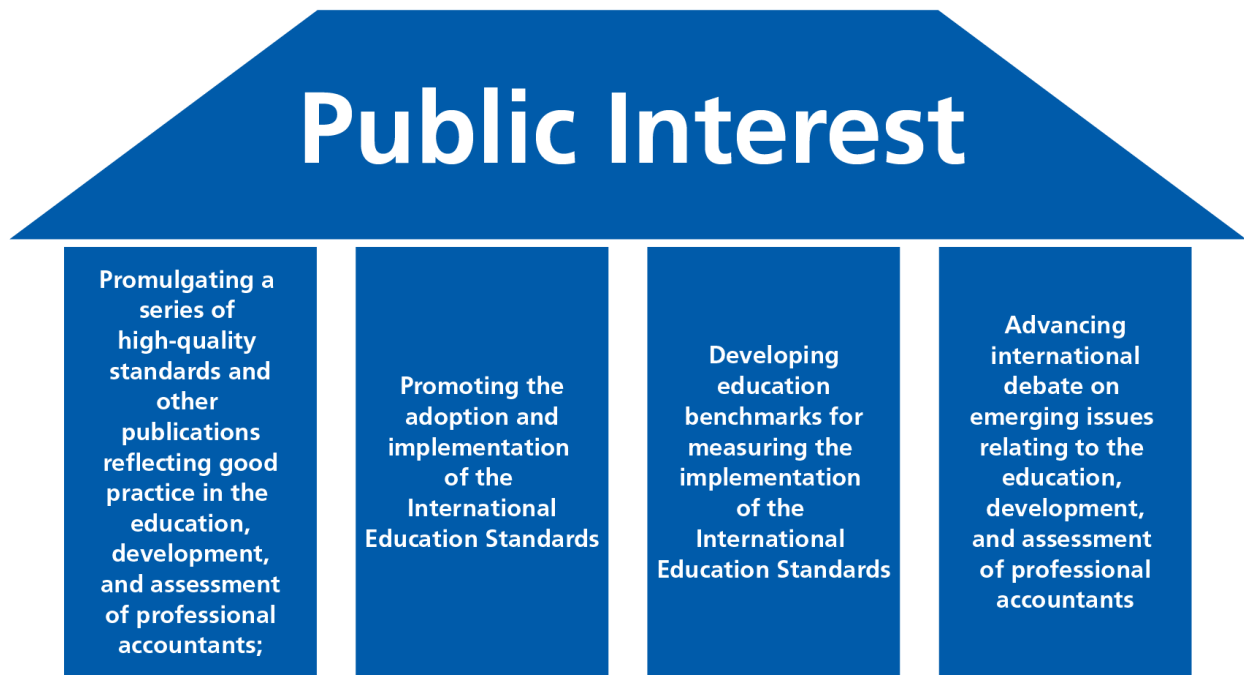 Public Interest
Promulgating a
series of
high-quality
standards and
other
publications
reflecting good
practice in the
education,
development,
and assessment
of professional
accountants;
Promoting the
adoption and
implementation
of the
International
Education Standards
Developing
education
benchmarks for
measuring the
implementation
of the
International
Education Standards
Advancing
international
debate on
emerging issues
relating to the
education,
development,
and assessment
of professional
accountants